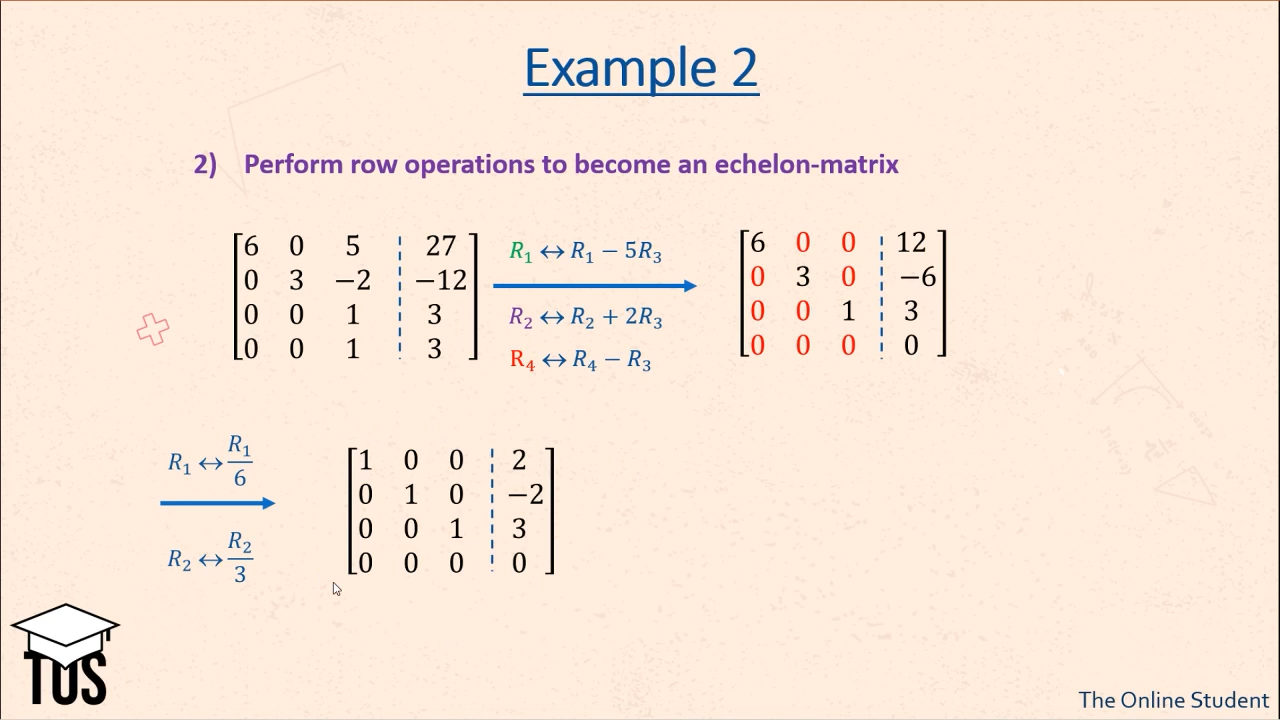 Example 2
2) Perform row operations to become an echelon-matrix
[6 0 5 ¦ 27]
[0 3 −2 ¦ −12]
[0 0 1 ¦ 3]
[0 0 1 ¦ 3]
R₁ ↔ R₁ − 5R₃
R₂ ↔ R₂ + 2R₃
R₄ ↔ R₄ − R₃
[6 0 0 ¦ 12]
[0 3 0 ¦ −6]
[0 0 1 ¦ 3]
[0 0 0 ¦ 0]
R₁ ↔ R₁/6
R₂ ↔ R₂/3
[1 0 0 ¦ 2]
[0 1 0 ¦ −2]
[0 0 1 ¦ 3]
[0 0 0 ¦ 0]
TOS
The Online Student